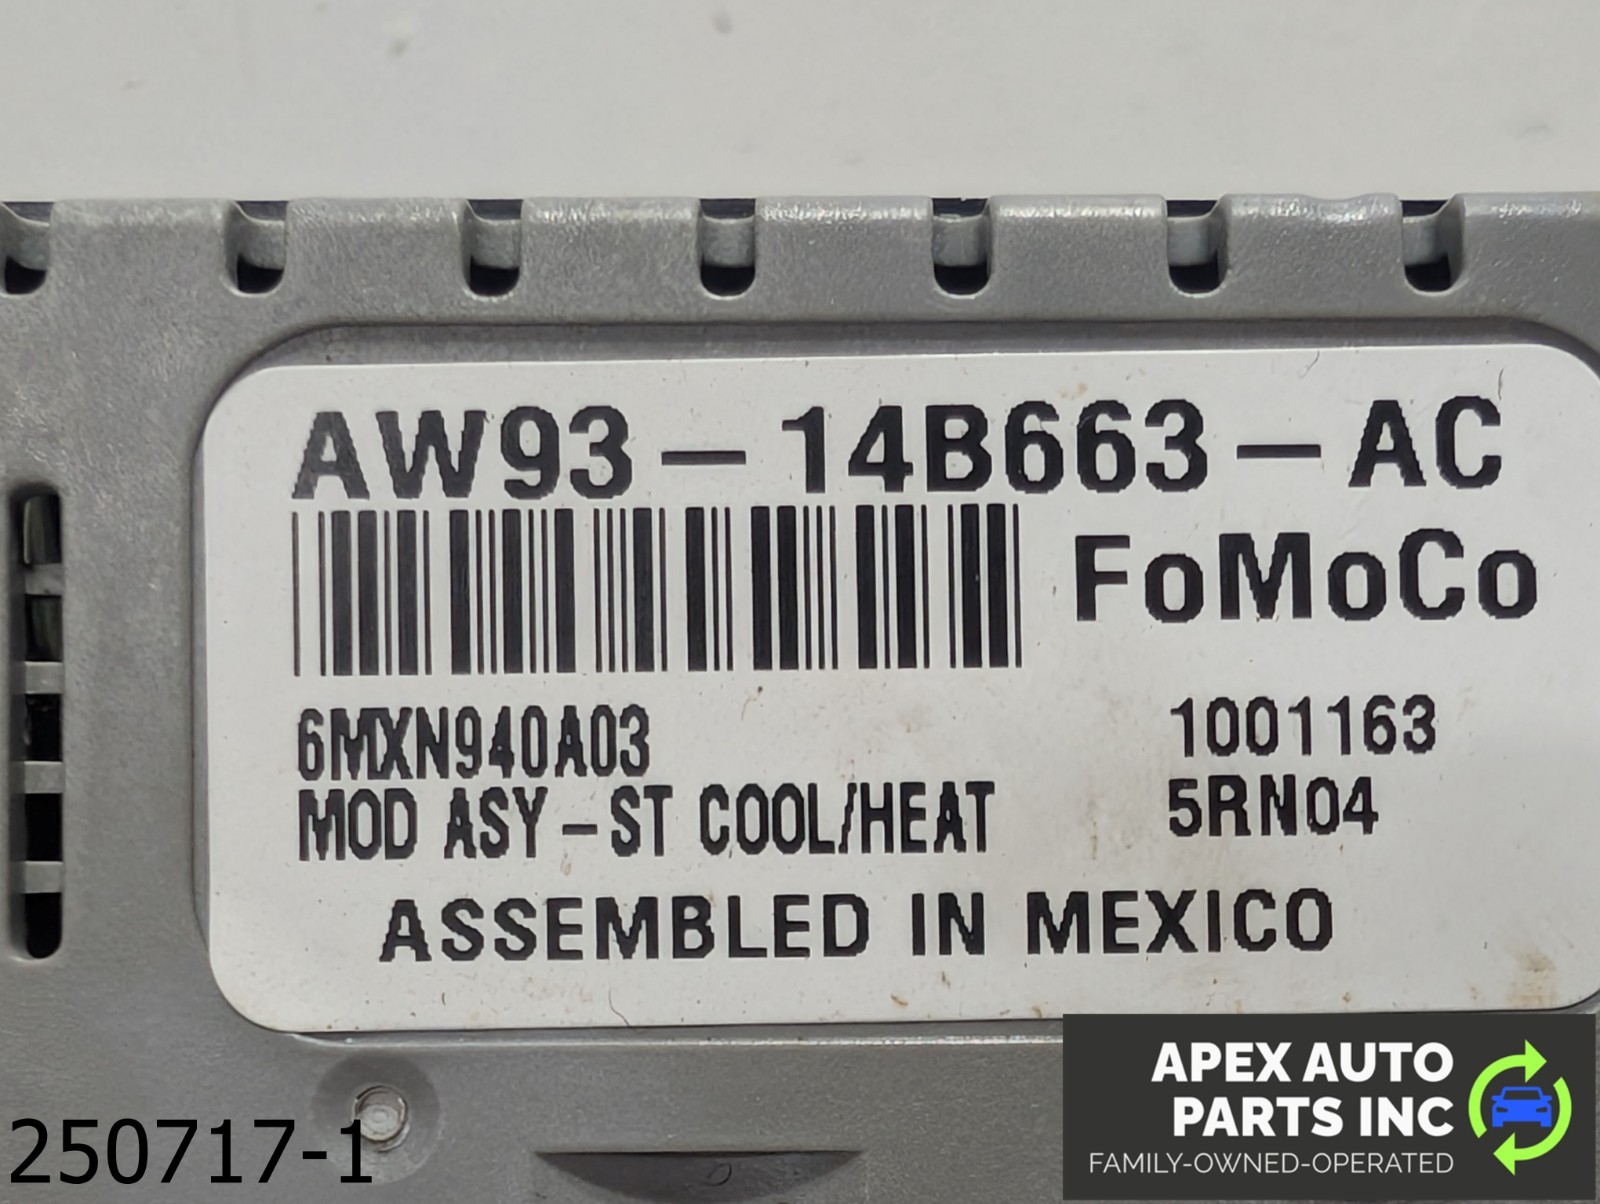 AW93-14B663-AC
FoMoCo
6MXN940A03 1001163
MOD ASY-ST COOL/HEAT 5RN04
ASSEMBLED IN MEXICO
250717-1
APEX AUTO
PARTS INC
FAMILY-OWNED-OPERATED